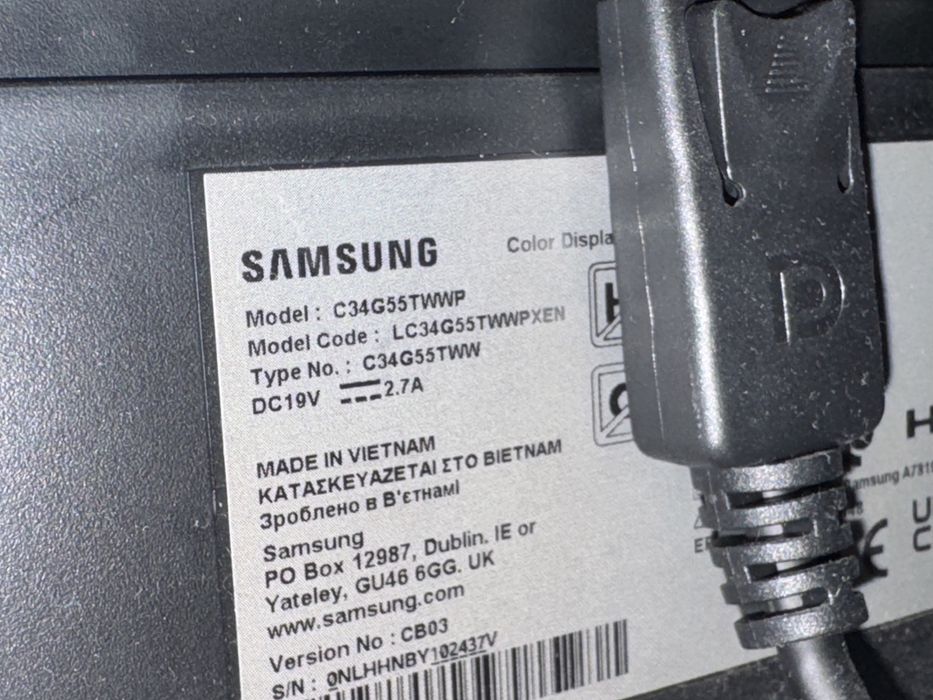 SAMSUNG
Color
Model : C34G55TWWP
Model Code : LC34G55TWWPXEN
Type No. : C34G55TWW
DC19V 2.7A
MADE IN VIETNAM
ΚΑΤΑΣΚΕΥΑΖΕΤΑΙ ΣΤΟ ΒΙΕΤΝΑΜ
Зроблено в В'єтнамі
Samsung
PO Box 12987, Dublin. IE or
Yateley, GU46 6GG. UK
www.samsung.com
Version No : CB03
S/N : 0NLHHNBY102437V